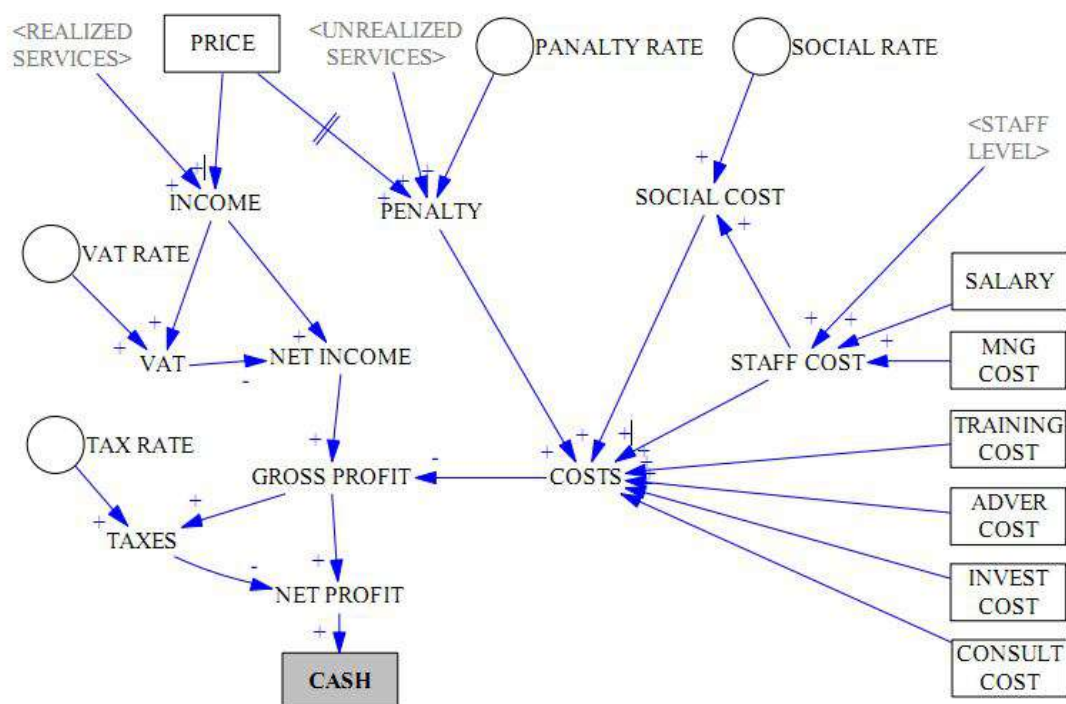 <REALIZED
SERVICES>
PRICE
<UNREALIZED
SERVICES>
PANALTY RATE
SOCIAL RATE
<STAFF
LEVEL>
INCOME
PENALTY
SOCIAL COST
VAT RATE
SALARY
VAT
NET INCOME
STAFF COST
MNG
COST
TAX RATE
TRAINING
COST
GROSS PROFIT
COSTS
ADVER
COST
TAXES
NET PROFIT
INVEST
COST
CASH
CONSULT
COST